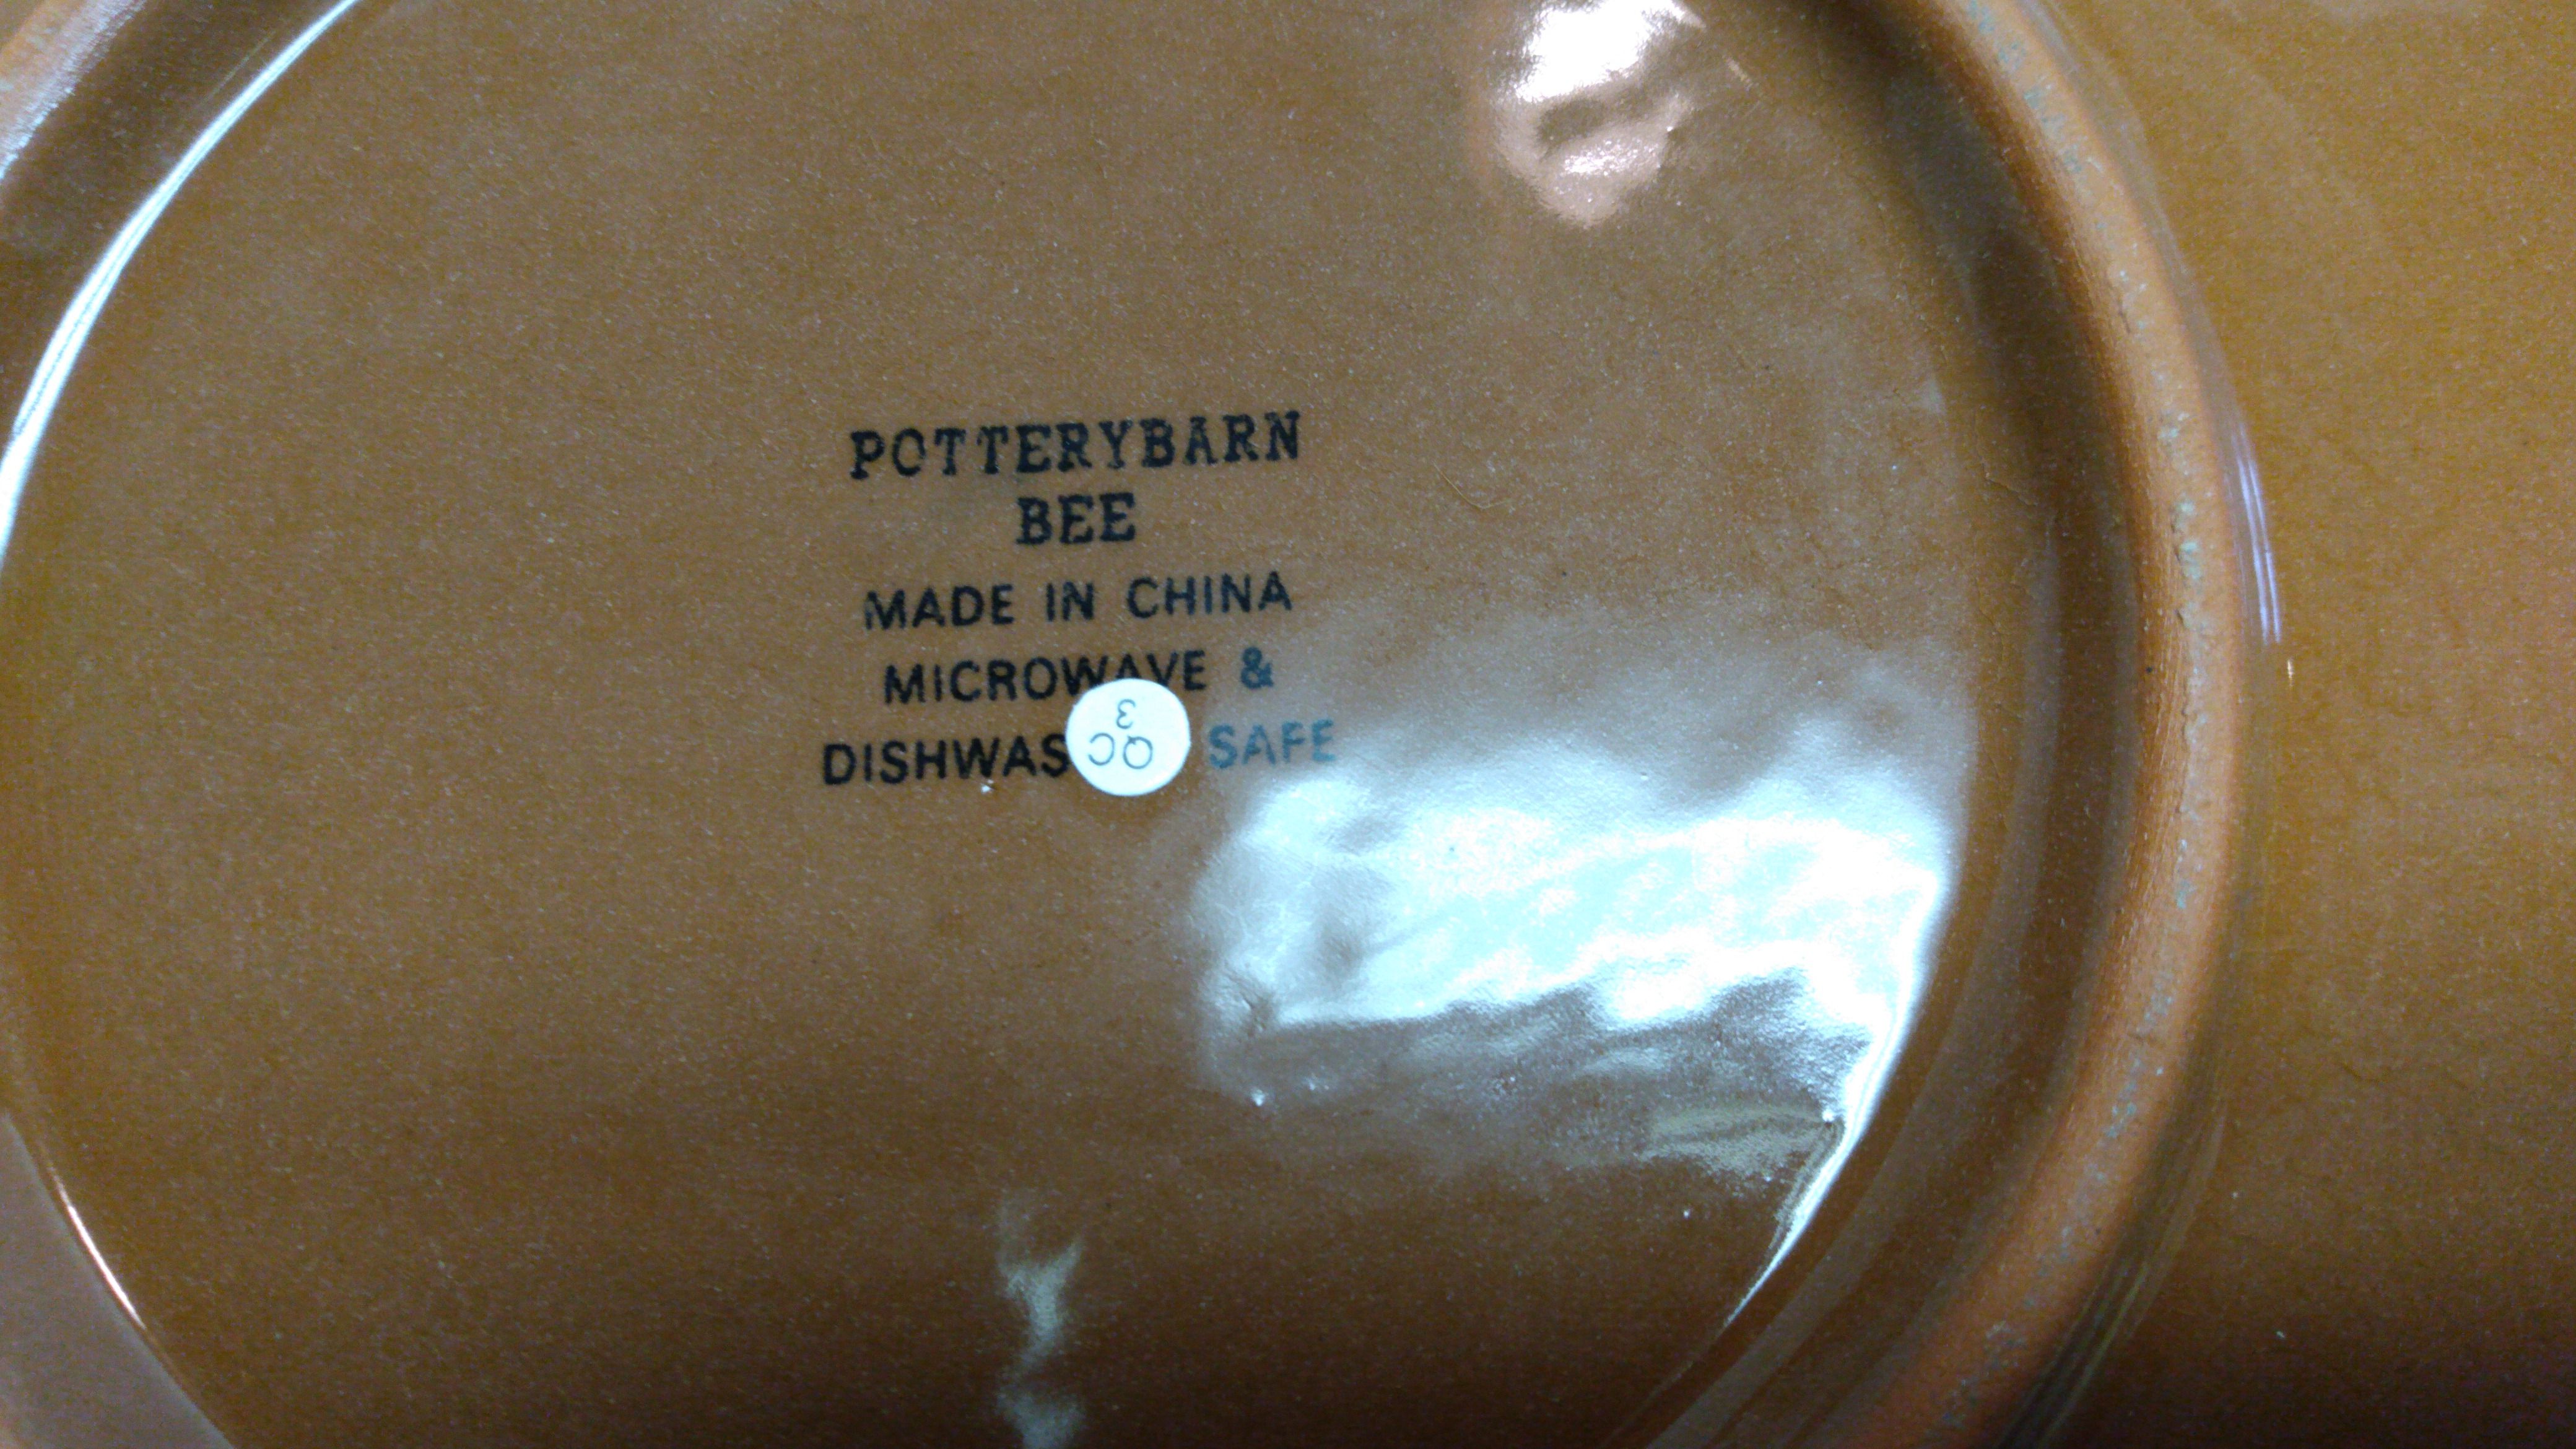 POTTERYBARN
BEE
MADE IN CHINA
MICROWAVE &
DISHWAS SAFE
QC
3